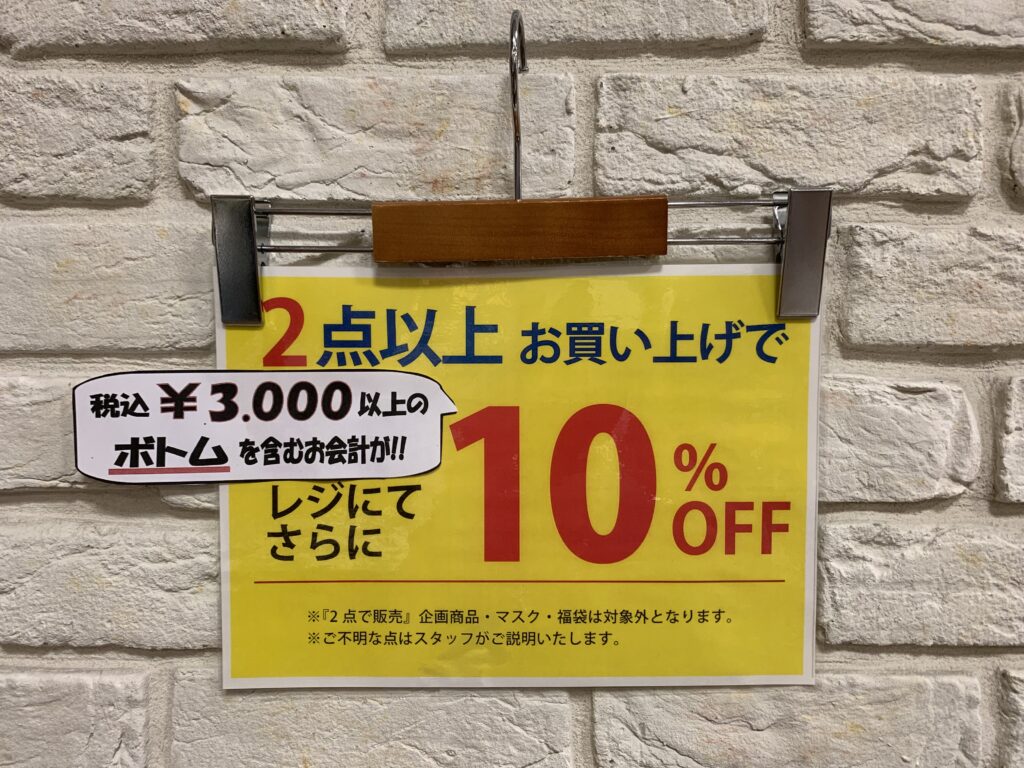 2点以上 お買い上げで
税込 ¥3.000 以上の
ボトムを含むお会計が!!
レジにて
さらに
10%OFF
※『2点で販売』企画商品・マスク・福袋は対象外となります。
※ご不明な点はスタッフがご説明いたします。